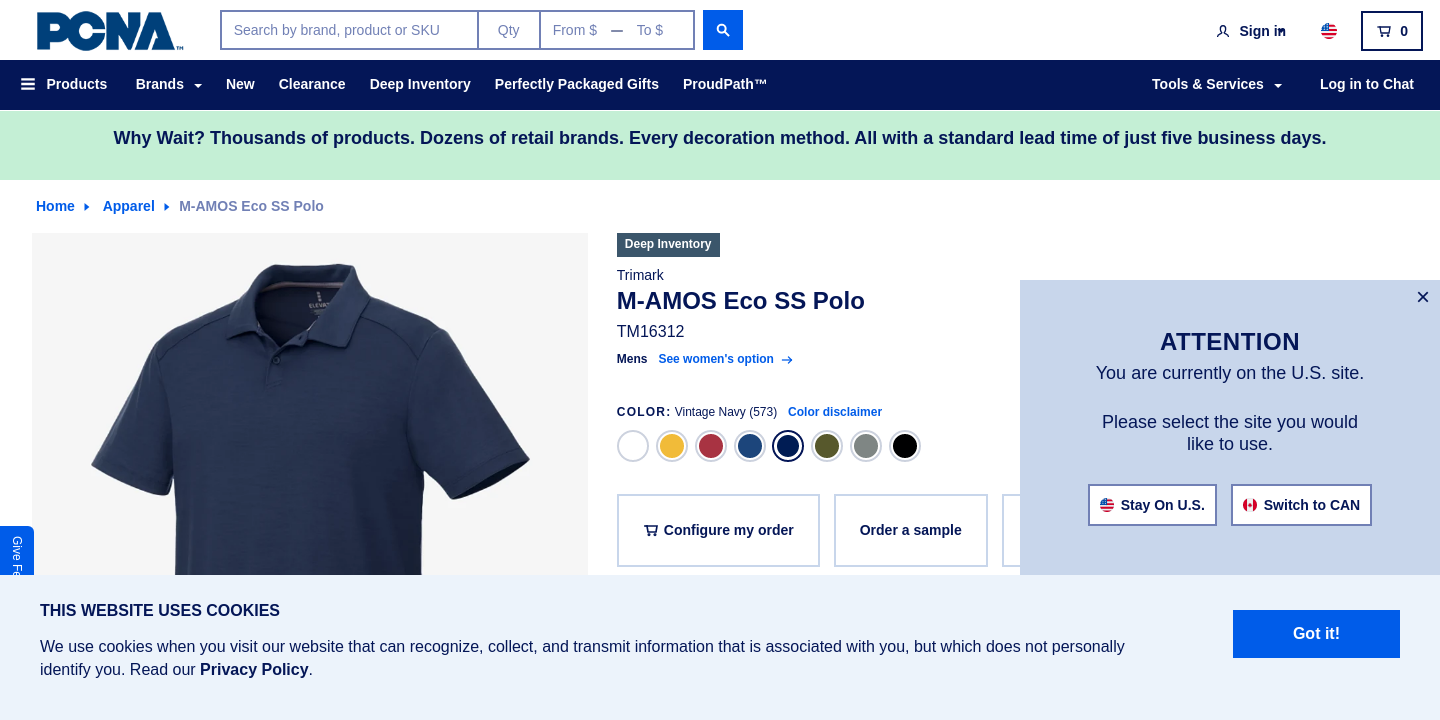 PCNA™
Search by brand, product or SKU
Qty
From $ — To $
Sign in
0
Products
Brands
New
Clearance
Deep Inventory
Perfectly Packaged Gifts
ProudPath™
Tools & Services
Log in to Chat
Why Wait? Thousands of products. Dozens of retail brands. Every decoration method. All with a standard lead time of just five business days.
Home
Apparel
M-AMOS Eco SS Polo
Deep Inventory
Trimark
M-AMOS Eco SS Polo
TM16312
Mens See women's option
COLOR: Vintage Navy (573) Color disclaimer
Configure my order
Order a sample
ATTENTION
You are currently on the U.S. site.
Please select the site you would
like to use.
Stay On U.S.
Switch to CAN
Give Fe
THIS WEBSITE USES COOKIES
We use cookies when you visit our website that can recognize, collect, and transmit information that is associated with you, but which does not personally
identify you. Read our Privacy Policy.
Got it!